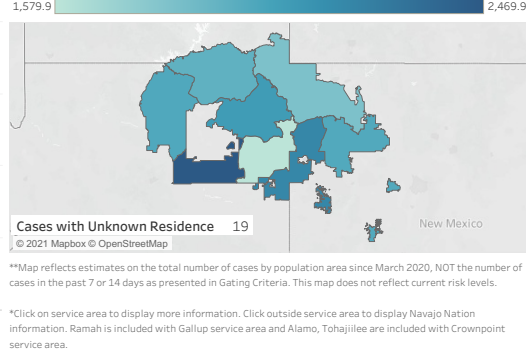 1,579.9 2,469.9
New Mexico
Cases with Unknown Residence 19
© 2021 Mapbox © OpenStreetMap
**Map reflects estimates on the total number of cases by population area since March 2020, NOT the number of
cases in the past 7 or 14 days as presented in Gating Criteria. This map does not reflect current risk levels.
*Click on service area to display more information. Click outside service area to display Navajo Nation
information. Ramah is included with Gallup service area and Alamo, Tohajiilee are included with Crownpoint
service area.